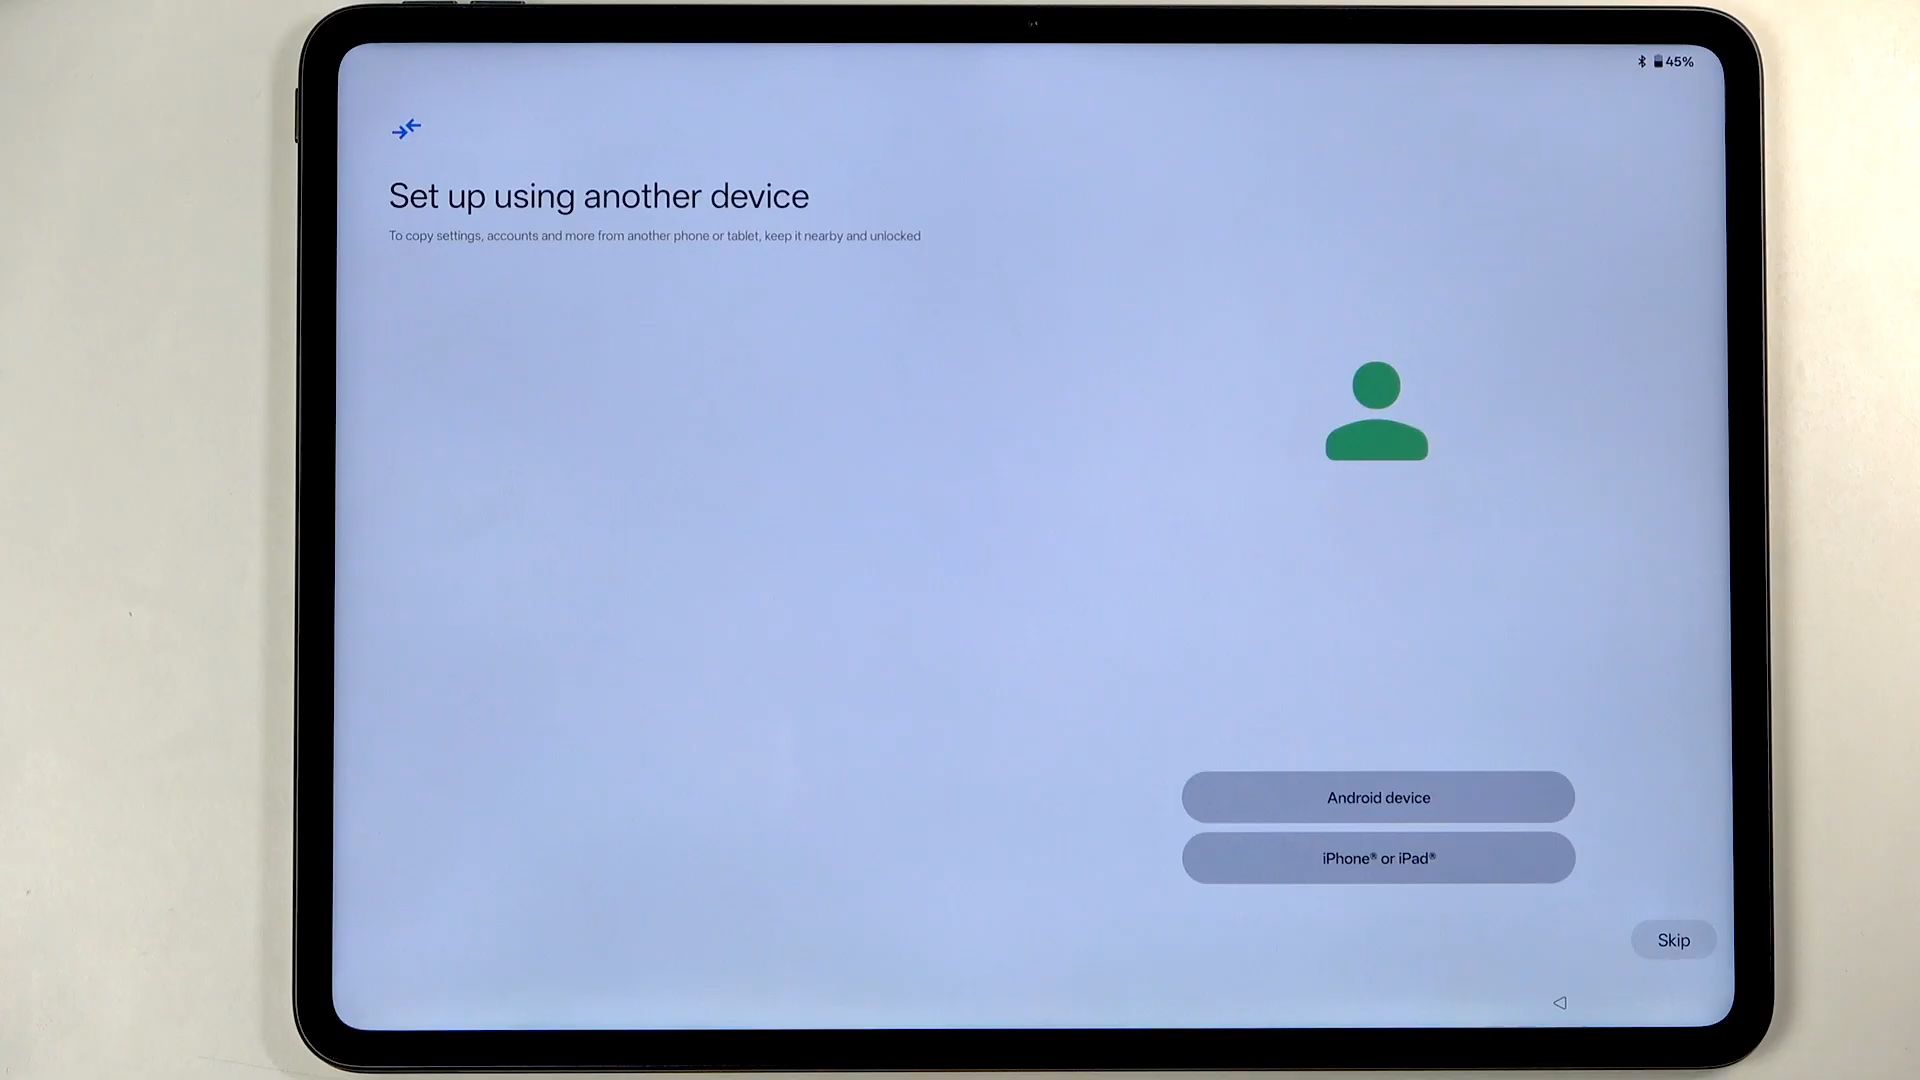 45%
Set up using another device
To copy settings, accounts and more from another phone or tablet, keep it nearby and unlocked
Android device
iPhone® or iPad®
Skip